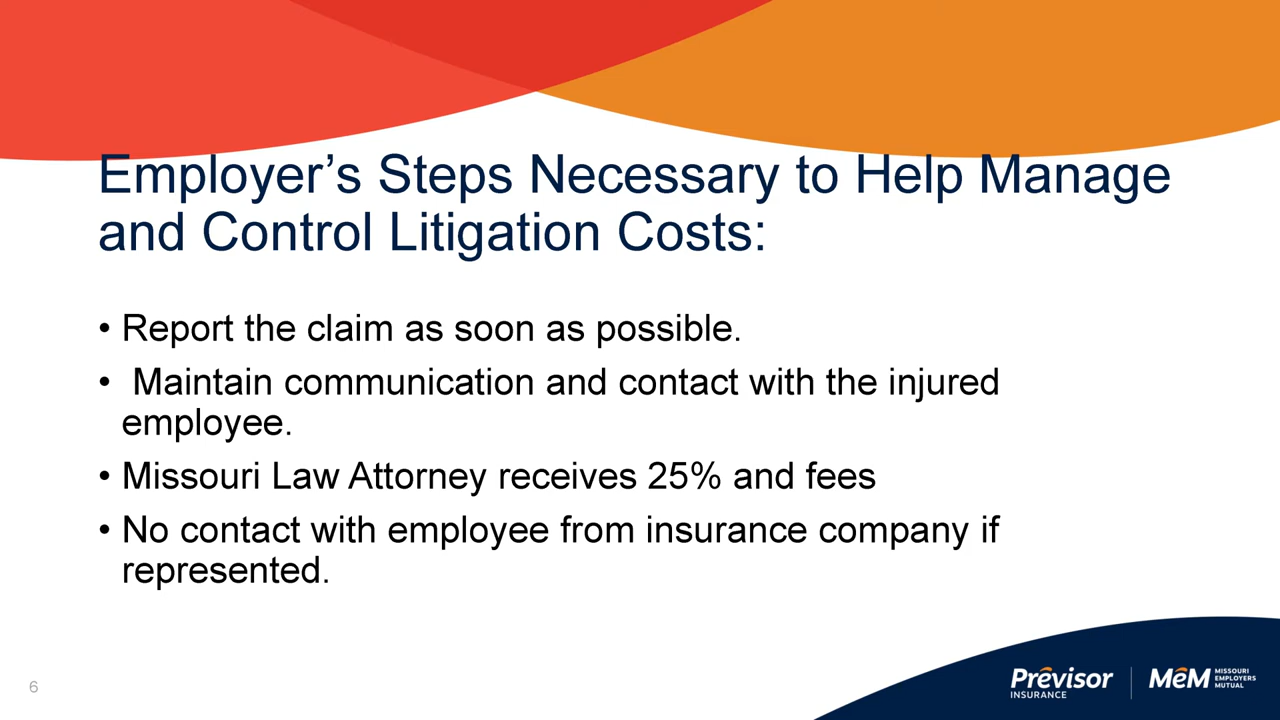 Employer’s Steps Necessary to Help Manage
and Control Litigation Costs:
• Report the claim as soon as possible.
• Maintain communication and contact with the injured
employee.
• Missouri Law Attorney receives 25% and fees
• No contact with employee from insurance company if
represented.
6
Prêvisor
INSURANCE
MêM
MISSOURI
EMPLOYERS
MUTUAL